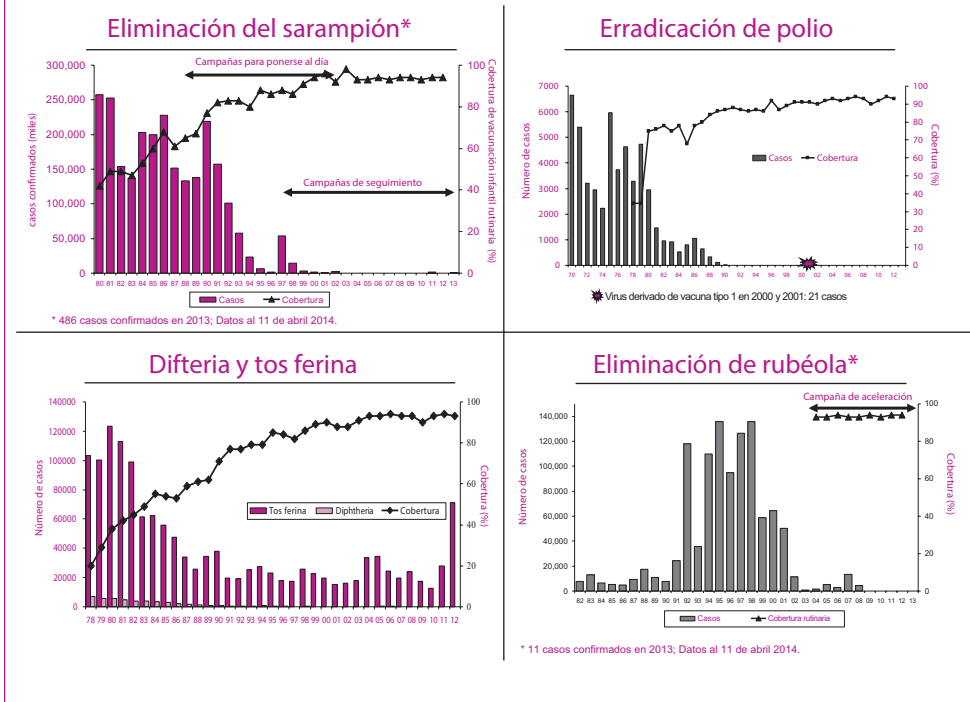 Eliminación del sarampión*
casos confirmados (miles)
300,000
250,000
200,000
150,000
100,000
50,000
0
Campañas para ponerse al día
Campañas de seguimiento
100
80
60
40
20
0
Cobertura de vacunación infantil rutinaria (%)
80 81 82 83 84 85 86 87 88 89 90 91 92 93 94 95 96 97 98 99 00 01 02 03 04 05 06 07 08 09 10 11 12 13
Casos Cobertura
* 486 casos confirmados en 2013; Datos al 11 de abril 2014.
Erradicación de polio
Número de casos
7000
6000
5000
4000
3000
2000
1000
0
Casos Cobertura
100
90
80
70
60
50
40
30
20
10
0
Cobertura (%)
70 72 74 76 78 80 82 84 86 88 90 92 94 96 98 00 02 04 06 08 10 12
Virus derivado de vacuna tipo 1 en 2000 y 2001: 21 casos
Difteria y tos ferina
Número de casos
140000
120000
100000
80000
60000
40000
20000
0
Tos ferina Diphtheria Cobertura
100
80
60
40
20
0
Cobertura (%)
78 79 80 81 82 83 84 85 86 87 88 89 90 91 92 93 94 95 96 97 98 99 00 01 02 03 04 05 06 07 08 09 10 11 12
Eliminación de rubéola*
Campaña de aceleración
Número de casos
140,000
120,000
100,000
80,000
60,000
40,000
20,000
0
100
80
60
40
20
0
Cobertura (%)
82 83 84 85 86 87 88 89 90 91 92 93 94 95 96 97 98 99 00 01 02 03 04 05 06 07 08 09 10 11 12 13
Casos Cobertura rutinaria
* 11 casos confirmados en 2013; Datos al 11 de abril 2014.